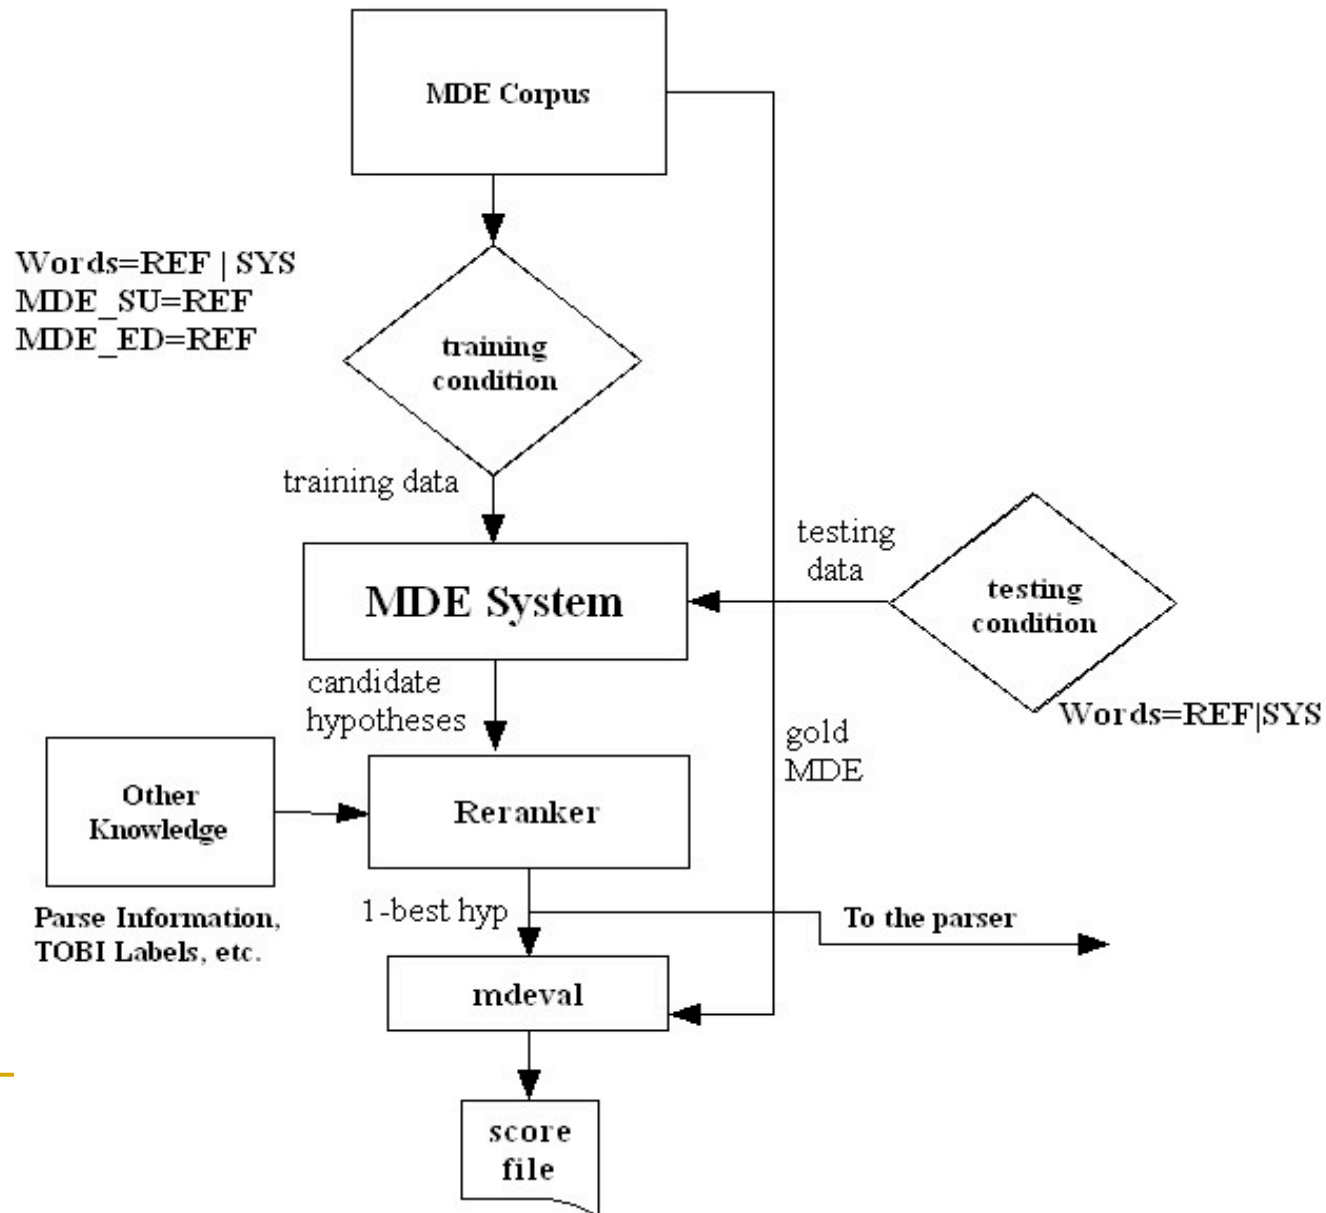 MDE Corpus
Words=REF | SYS
MDE_SU=REF
MDE_ED=REF
training
condition
training data
testing
data
testing
condition
MDE System
Words=REF|SYS
candidate
hypotheses
gold
MDE
Other
Knowledge
Reranker
Parse Information,
TOBI Labels, etc.
1-best hyp
To the parser
mdeval
score
file